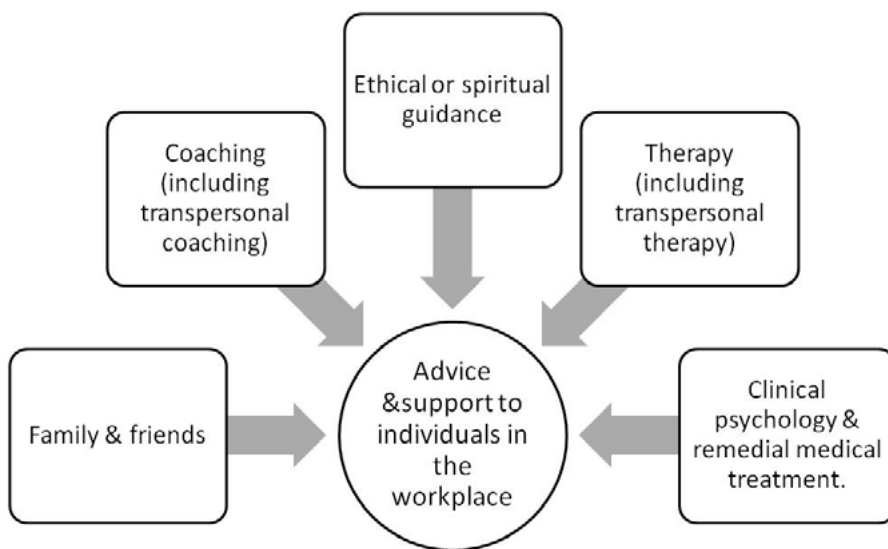 Ethical or spiritual
guidance
Coaching
(including
transpersonal
coaching)
Therapy
(including
transpersonal
therapy)
Family & friends
Advice
&support to
individuals in
the
workplace
Clinical
psychology &
remedial medical
treatment.